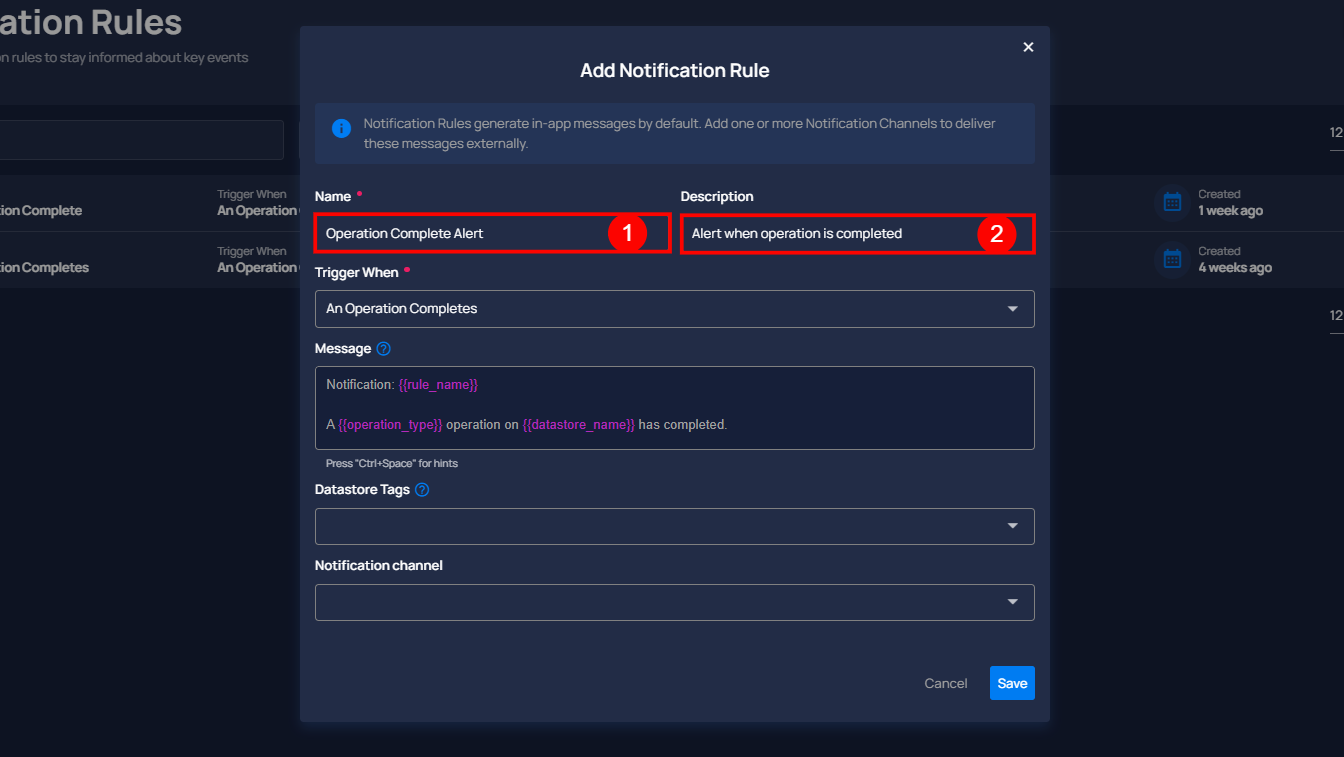 ation Rules
n rules to stay informed about key events
×
Add Notification Rule
Notification Rules generate in-app messages by default. Add one or more Notification Channels to deliver
these messages externally.
12
Name *
Description
Trigger When
tion Complete
An Operation
Created
1 week ago
Operation Complete Alert
1
Alert when operation is completed
2
Trigger When
tion Completes
An Operation
Created
4 weeks ago
Trigger When *
An Operation Completes
12
Message ?
Notification: {{rule_name}}
A {{operation_type}} operation on {{datastore_name}} has completed.
Press "Ctrl+Space" for hints
Datastore Tags ?
Notification channel
Cancel
Save